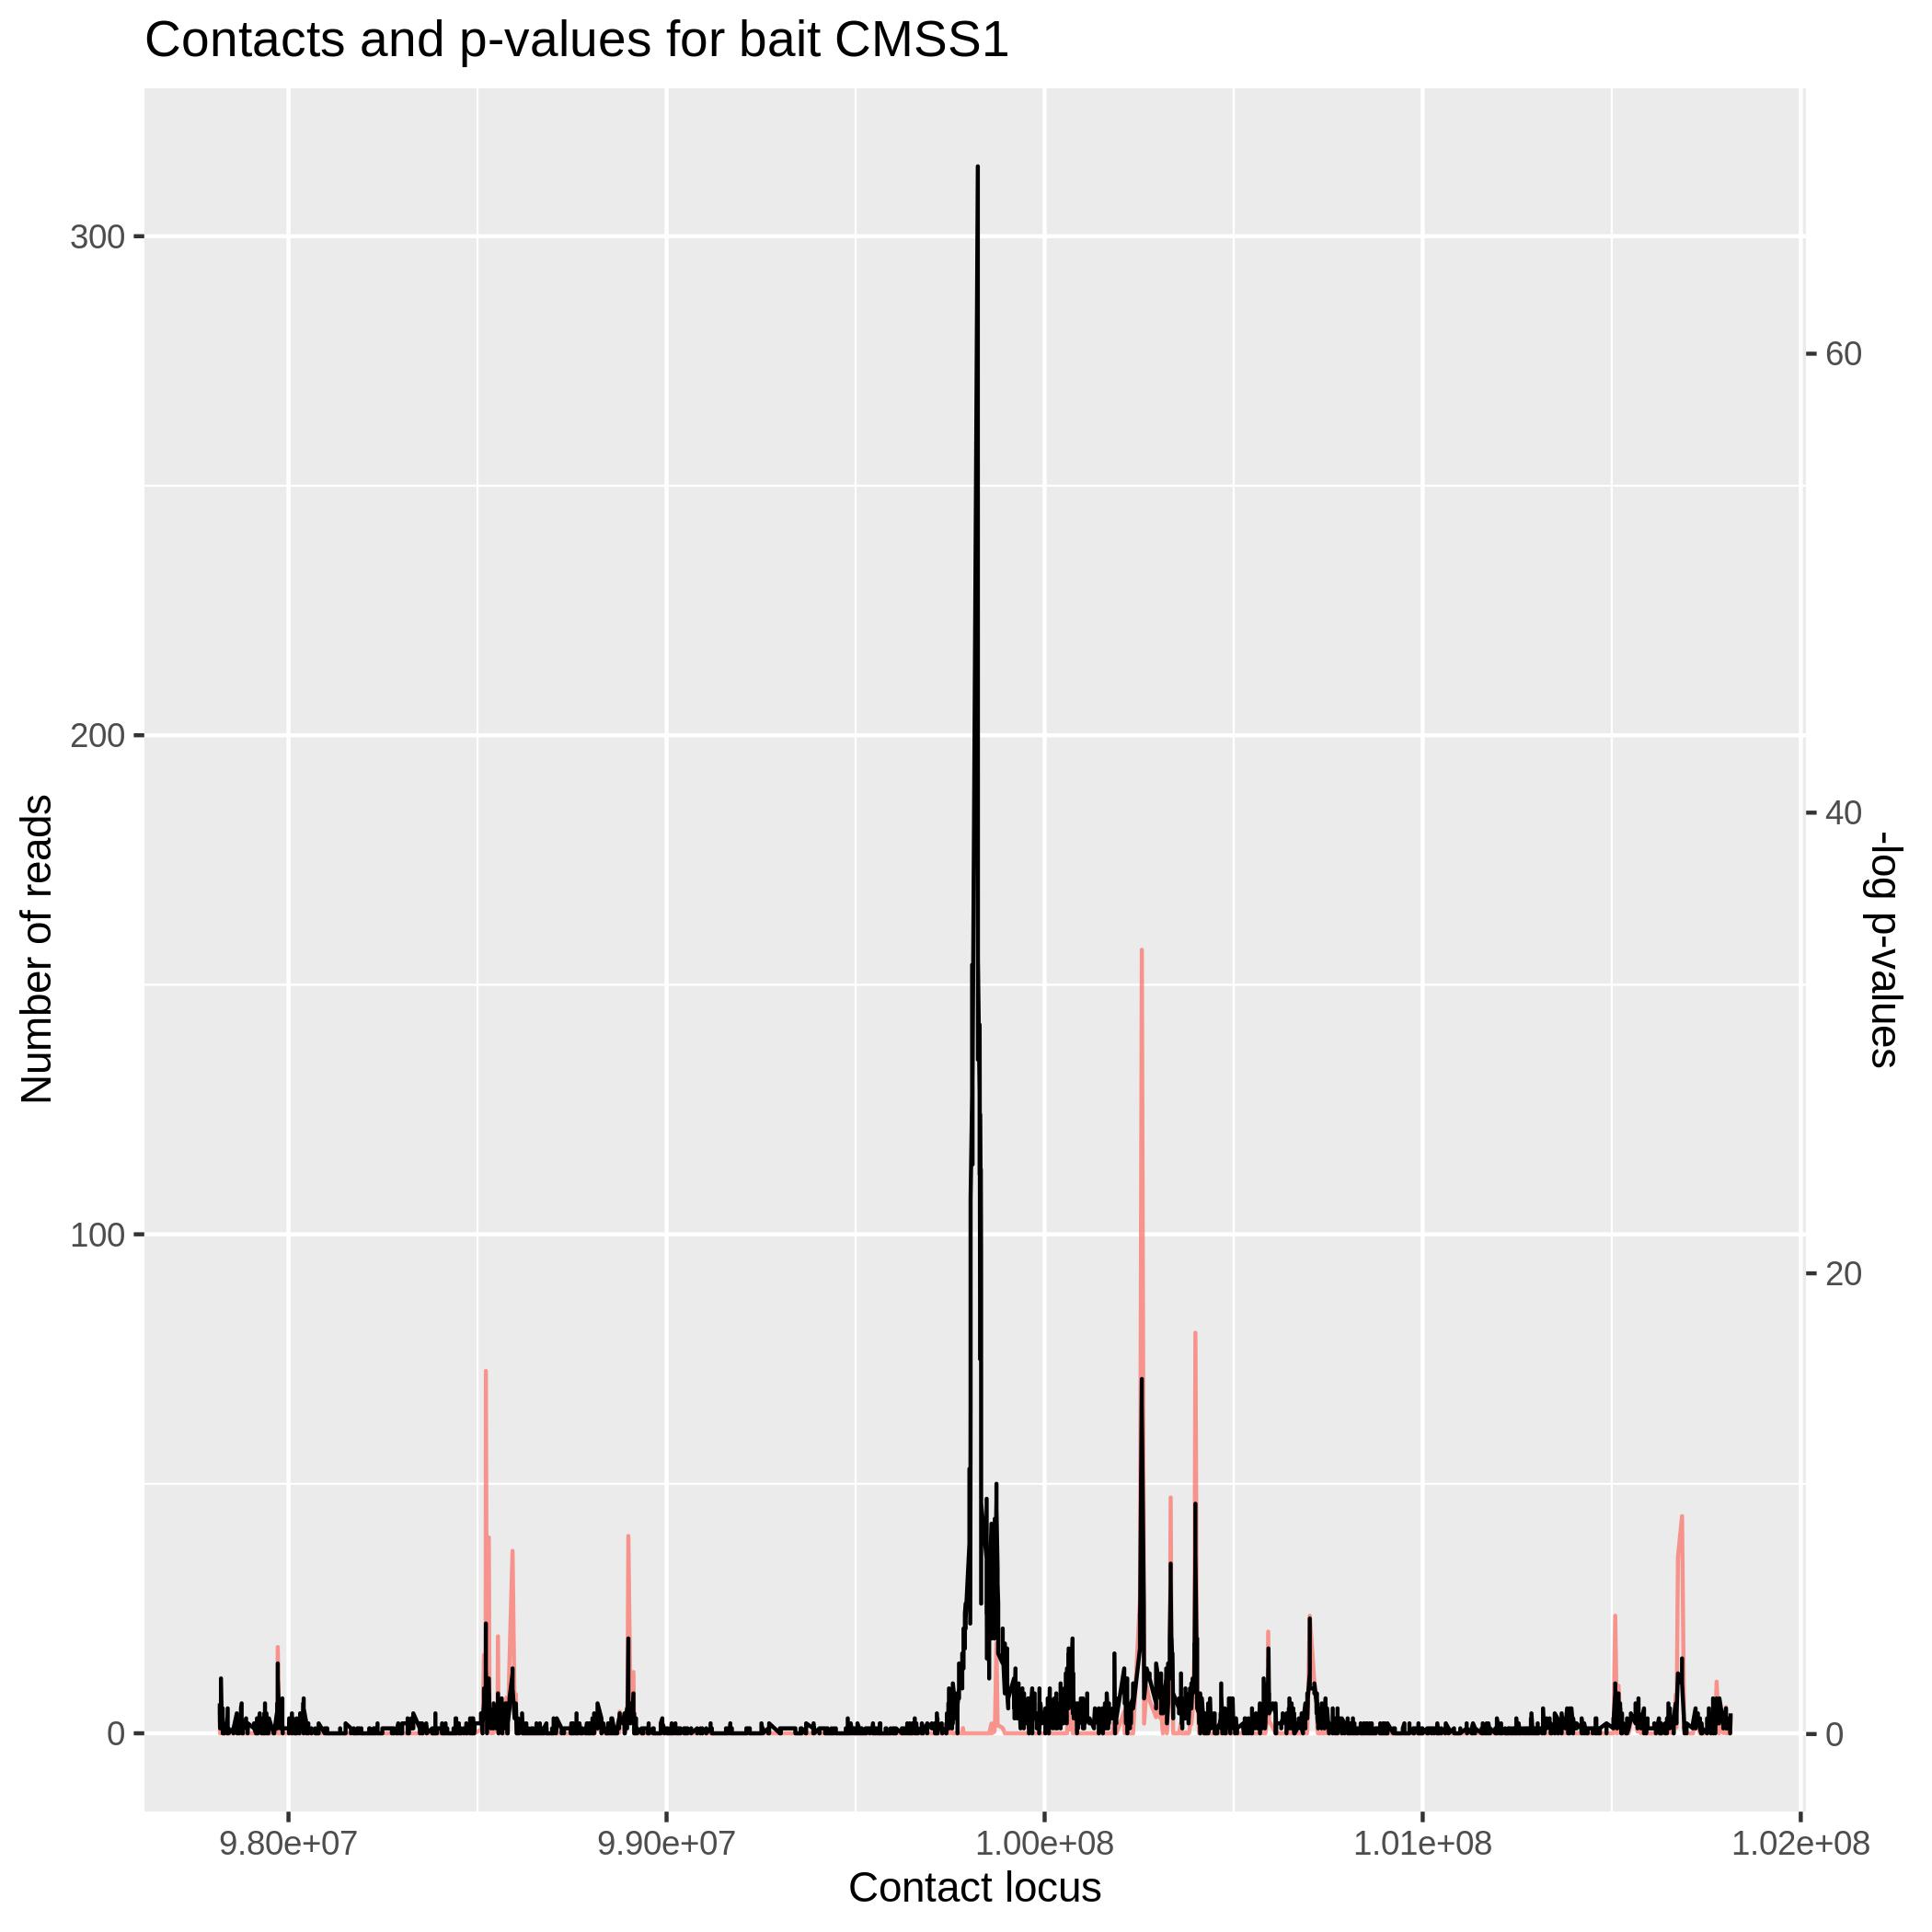 Contacts and p-values for bait CMSS1
300
200
100
0
Number of reads
60
40
20
0
-log p-values
9.80e+07
9.90e+07
1.00e+08
1.01e+08
1.02e+08
Contact locus